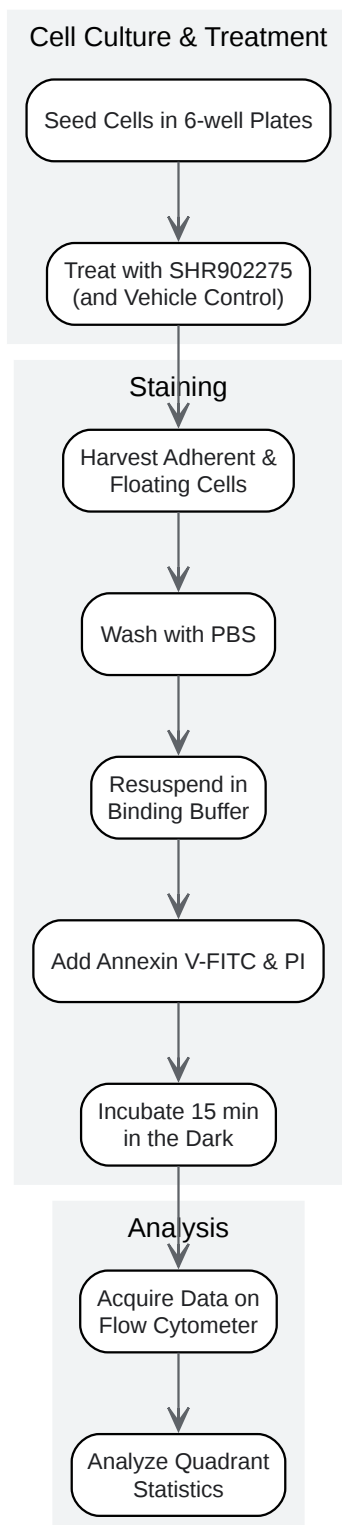 Cell Culture & Treatment
Seed Cells in 6-well Plates
Treat with SHR902275
(and Vehicle Control)
Staining
Harvest Adherent &
Floating Cells
Wash with PBS
Resuspend in
Binding Buffer
Add Annexin V-FITC & PI
Incubate 15 min
in the Dark
Analysis
Acquire Data on
Flow Cytometer
Analyze Quadrant
Statistics